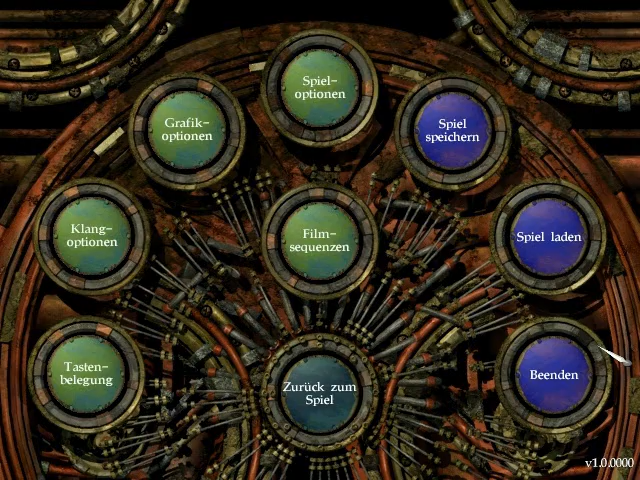 Spiel-
optionen
Grafik-
optionen
Spiel
speichern
Klang-
optionen
Film-
sequenzen
Spiel laden
Tasten-
belegung
Zurück zum
Spiel
Beenden
v1.0.0000